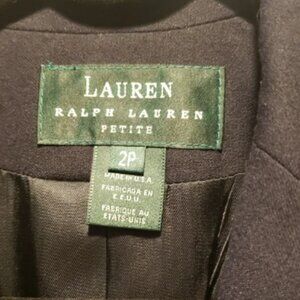 LAUREN
RALPH LAUREN
PETITE
2P
MADE IN U.S.A.
FABRICADA EN
E.E.U.U.
FABRIQUE AU
ETATS-UNIS